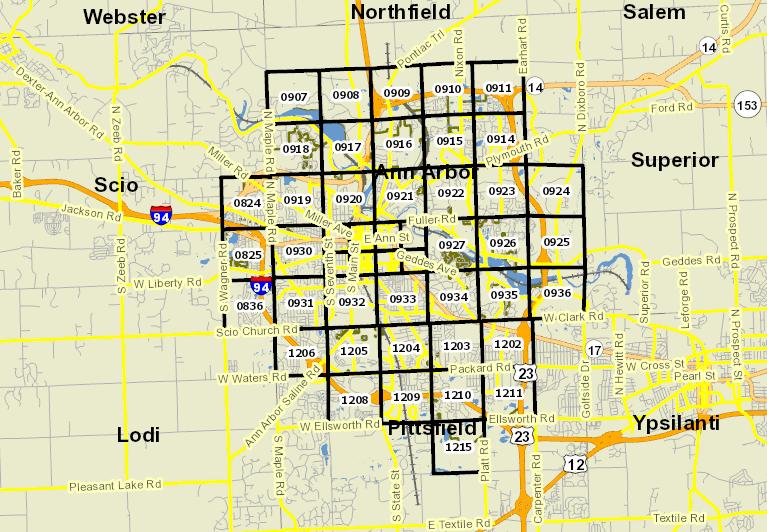 Webster
Northfield
Salem
Curtis Rd
Pontiac Trl
Nixon Rd
Earhart Rd
14
Dexter-Ann Arbor Rd
N Zeeb Rd
0907
0908
0909
0910
0911
14
N Dixboro Rd
Ford Rd
153
N Maple Rd
0918
0917
0916
0915
0914
Plymouth Rd
Baker Rd
Miller Rd
Superior
Scio
Ann Arbor
N Maple Rd
0824
0919
0920
0921
0922
0923
0924
Jackson Rd
94
Miller Ave
Fuller Rd
N Prospect Rd
S Zeeb Rd
S Wagner Rd
0825
0930
E Ann St
0927
0926
0925
S Seventh St
S Main St
Geddes Ave
Geddes Rd
W Liberty Rd
94
Superior Rd
Leforge Rd
0836
0931
0932
0933
0934
0935
0936
W Clark Rd
Scio Church Rd
N Prospect St
1206
1205
1204
1203
1202
17
N Hewitt Rd
W Cross St
W Waters Rd
Packard Rd
23
Golfside Dr
Pearl St
1208
1209
1210
1211
Ann Arbor Saline Rd
W Ellsworth Rd
Pittsfield
Ellsworth Rd
Ypsilanti
Lodi
S Maple Rd
1215
23
12
Platt Rd
Carpenter Rd
S State St
Pleasant Lake Rd
E Textile Rd
Textile Rd